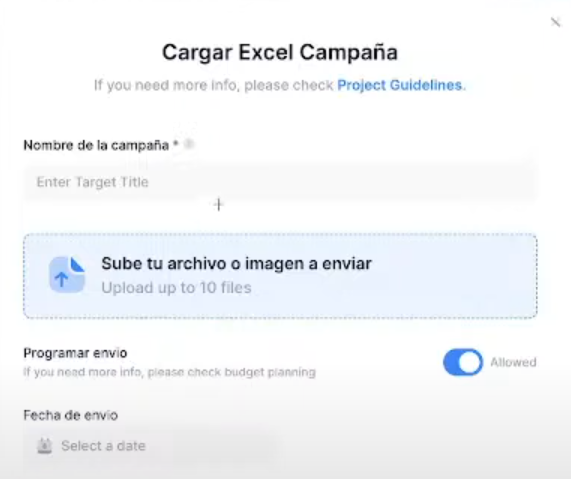 Cargar Excel Campaña
If you need more info, please check Project Guidelines.
Nombre de la campaña *
Enter Target Title
Sube tu archivo o imagen a enviar
Upload up to 10 files
Programar envio
If you need more info, please check budget planning
Allowed
Fecha de envio
Select a date